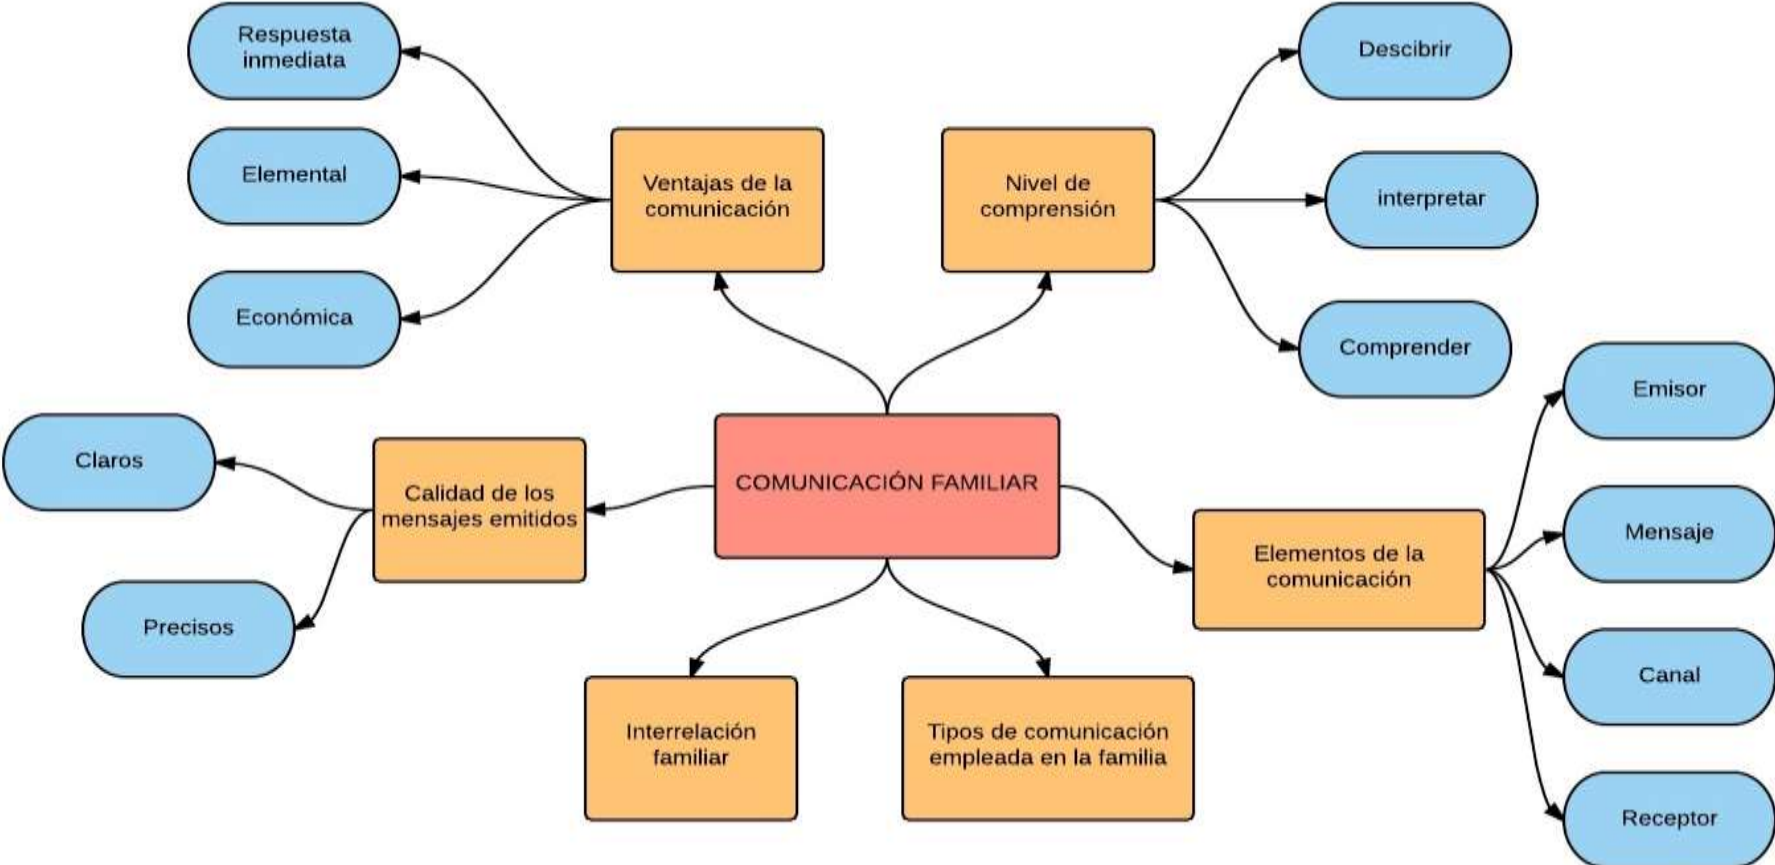 Respuesta
inmediata
Elemental
Económica
Ventajas de la
comunicación
Nivel de
comprensión
Descibrir
interpretar
Comprender
Claros
Precisos
Calidad de los
mensajes emitidos
COMUNICACIÓN FAMILIAR
Elementos de la
comunicación
Emisor
Mensaje
Canal
Receptor
Interrelación
familiar
Tipos de comunicación
empleada en la familia